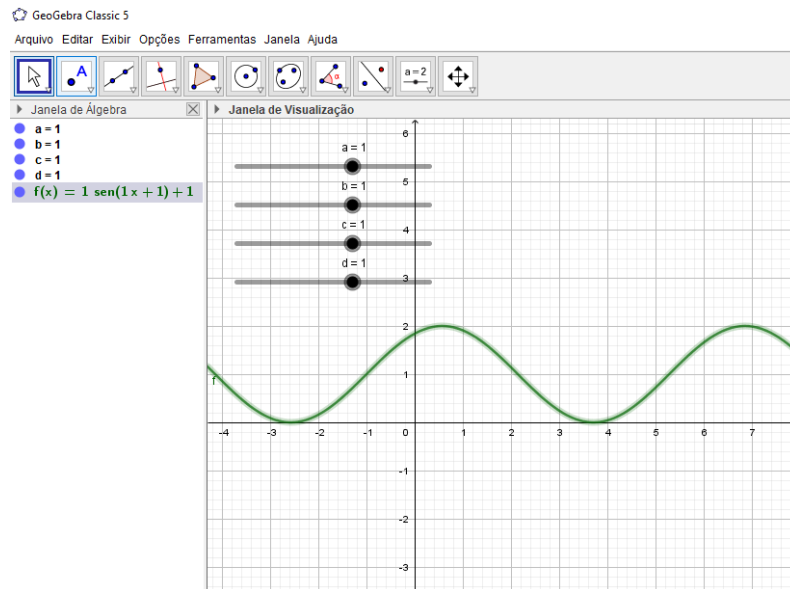 GeoGebra Classic 5
Arquivo Editar Exibir Opções Ferramentas Janela Ajuda
A
α
a=2
Janela de Álgebra
Janela de Visualização
a = 1
b = 1
c = 1
d = 1
f(x) = 1 sen(1 x + 1) + 1
a = 1
b = 1
c = 1
d = 1
f
6
5
4
3
2
1
0
-1
-2
-3
-4 -3 -2 -1 1 2 3 4 5 6 7